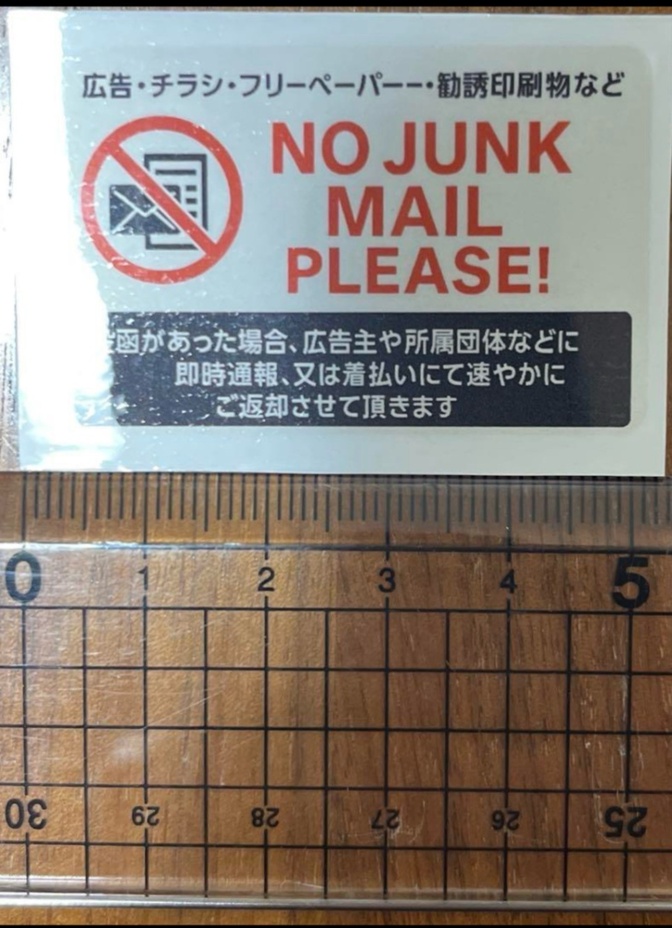 広告・チラシ・フリーペーパーー・勧誘印刷物など
NO JUNK
MAIL
PLEASE!
函があった場合、広告主や所属団体などに
即時通報、又は着払いにて速やかに
ご返却させて頂きます
0 1 2 3 4 5
30 29 28 27 26 25